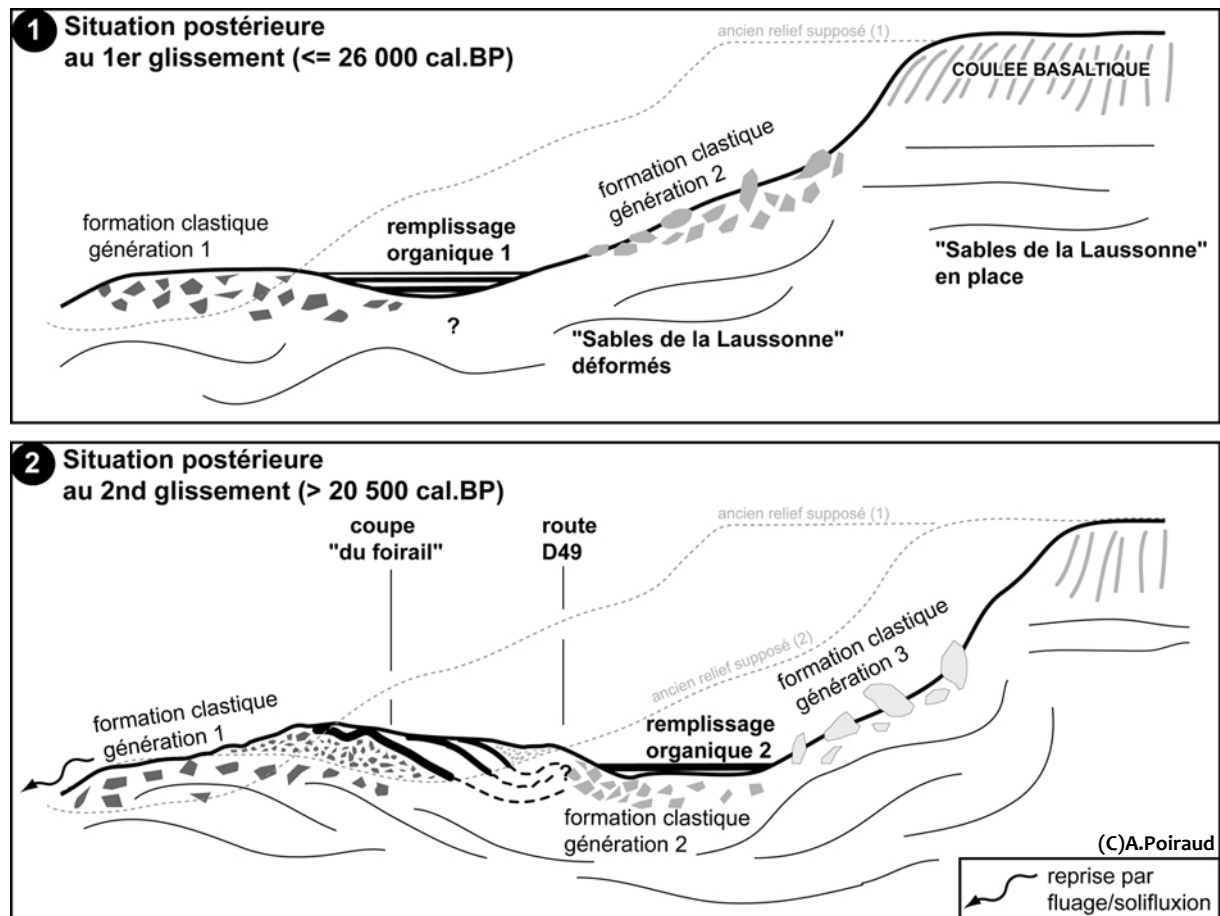 1 Situation postérieure
au 1er glissement (<= 26 000 cal.BP)
ancien relief supposé (1)
COULEE BASALTIQUE
formation clastique
génération 2
formation clastique
génération 1
remplissage
organique 1
"Sables de la Laussonne"
en place
?
"Sables de la Laussonne"
déformés
2 Situation postérieure
au 2nd glissement (> 20 500 cal.BP)
coupe
"du foirail"
route
D49
ancien relief supposé (1)
ancien relief supposé (2)
formation clastique
génération 3
formation clastique
génération 1
remplissage
organique 2
?
formation clastique
génération 2
(C)A.Poiraud
reprise par
fluage/solifluxion